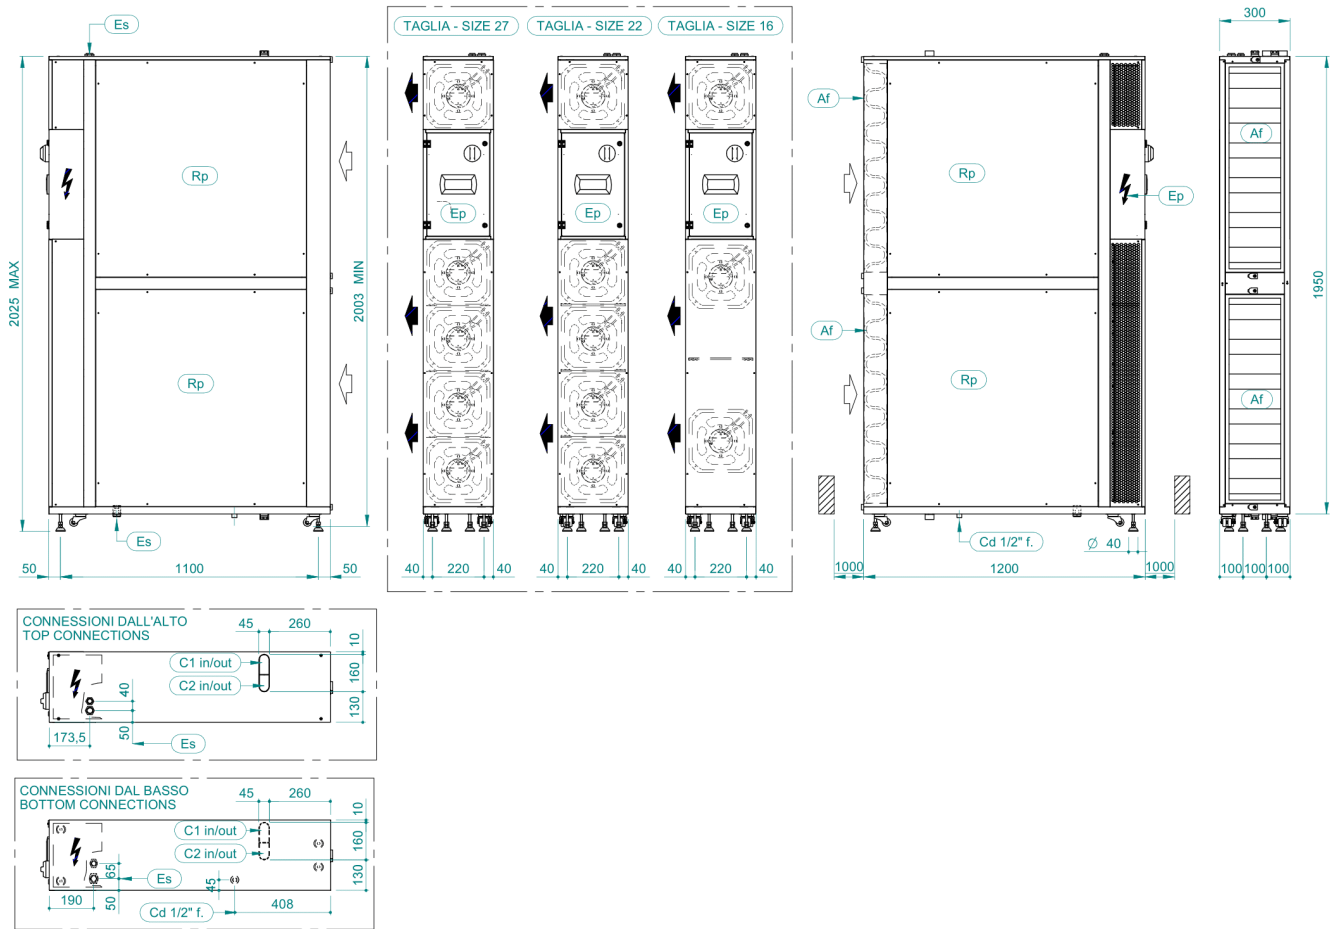 Es
TAGLIA - SIZE 27
TAGLIA - SIZE 22
TAGLIA - SIZE 16
300
Af
Af
Rp
Rp
Ep
Ep
Ep
Ep
2025 MAX
2003 MIN
1950
Af
Rp
Rp
Af
Es
Cd 1/2" f.
Ø 40
50
1100
50
40
220
40
40
220
40
40
220
40
1000
1200
1000
100
100
100
CONNESSIONI DALL'ALTO
TOP CONNECTIONS
45
260
10
C1 in/out
C2 in/out
160
40
130
173,5
50
Es
CONNESSIONI DAL BASSO
BOTTOM CONNECTIONS
45
260
10
C1 in/out
C2 in/out
160
65
Es
45
130
190
50
Cd 1/2" f.
408